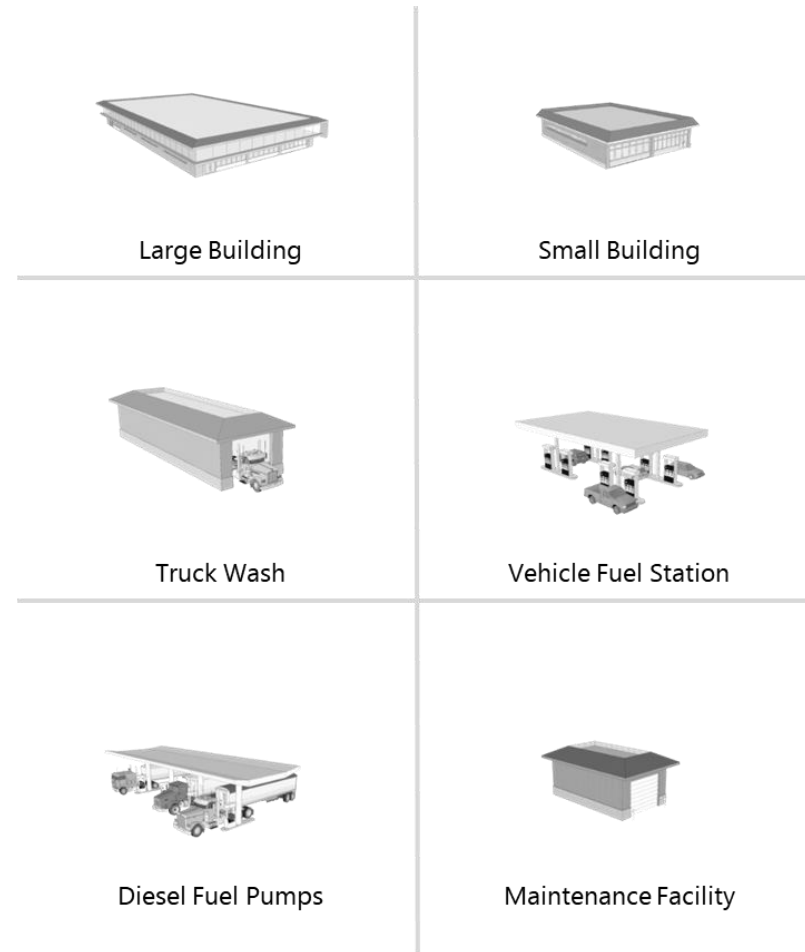 Large Building
Small Building
Truck Wash
Vehicle Fuel Station
Diesel Fuel Pumps
Maintenance Facility